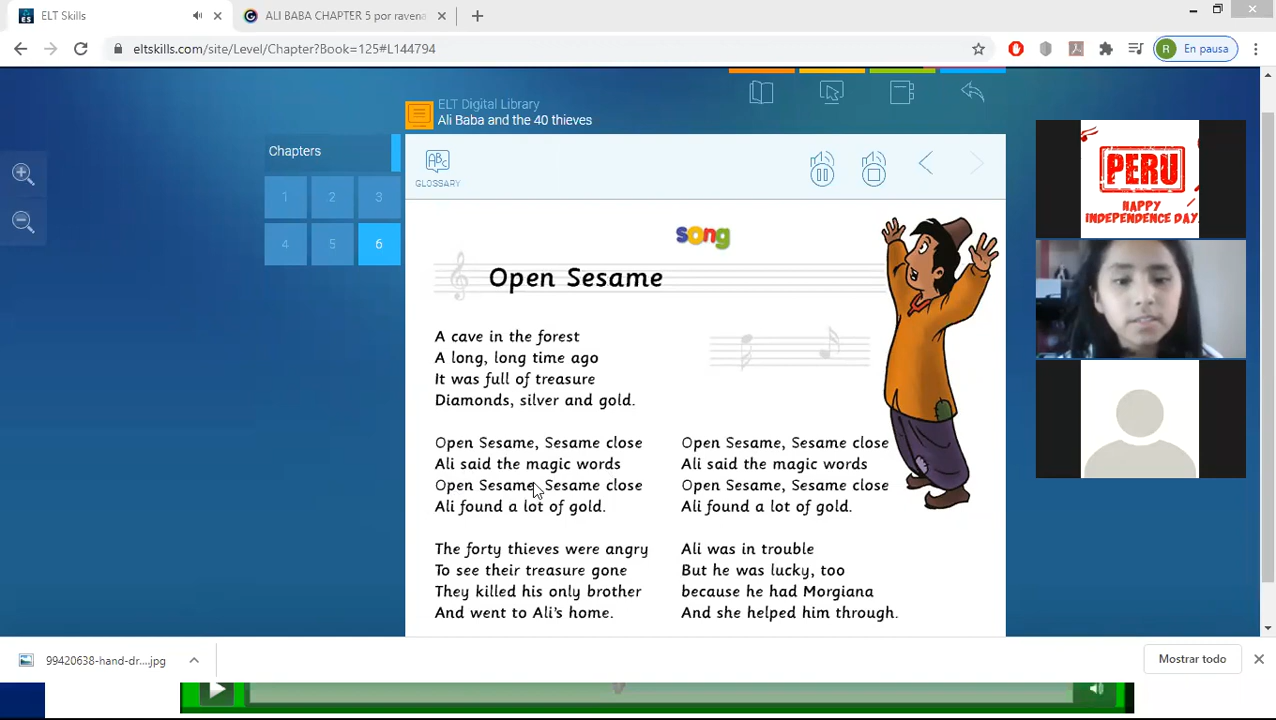 ELT Skills
ALI BABA CHAPTER 5 por ravena
eltskills.com/site/Level/Chapter?Book=125#L144794
R En pausa
ELT Digital Library
Ali Baba and the 40 thieves
Chapters
1 2 3
4 5 6
ABC
GLOSSARY
song
Open Sesame
A cave in the forest
A long, long time ago
It was full of treasure
Diamonds, silver and gold.
Open Sesame, Sesame close
Ali said the magic words
Open Sesame, Sesame close
Ali found a lot of gold.
The forty thieves were angry
To see their treasure gone
They killed his only brother
And went to Ali's home.
Open Sesame, Sesame close
Ali said the magic words
Open Sesame, Sesame close
Ali found a lot of gold.
Ali was in trouble
But he was lucky, too
because he had Morgiana
And she helped him through.
PERU
HAPPY
INDEPENDENCE DAY
99420638-hand-dr....jpg
Mostrar todo